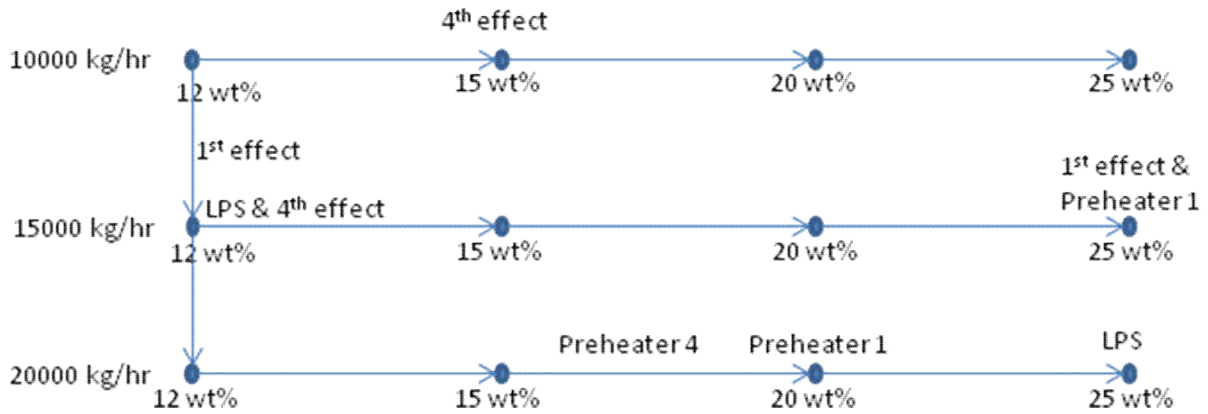 4th effect
10000 kg/hr
12 wt% 15 wt% 20 wt% 25 wt%
1st effect
1st effect &
Preheater 1
LPS & 4th effect
15000 kg/hr
12 wt% 15 wt% 20 wt% 25 wt%
Preheater 4 Preheater 1 LPS
20000 kg/hr
12 wt% 15 wt% 20 wt% 25 wt%